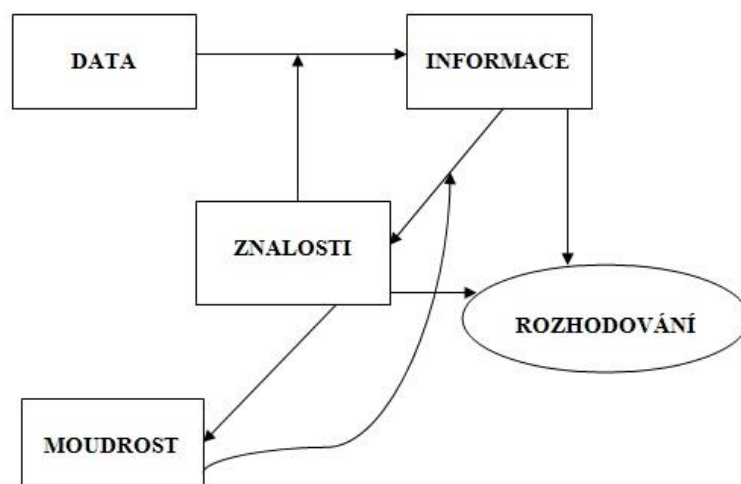 DATA
INFORMACE
ZNALOSTI
ROZHODOVÁNÍ
MOUDROST